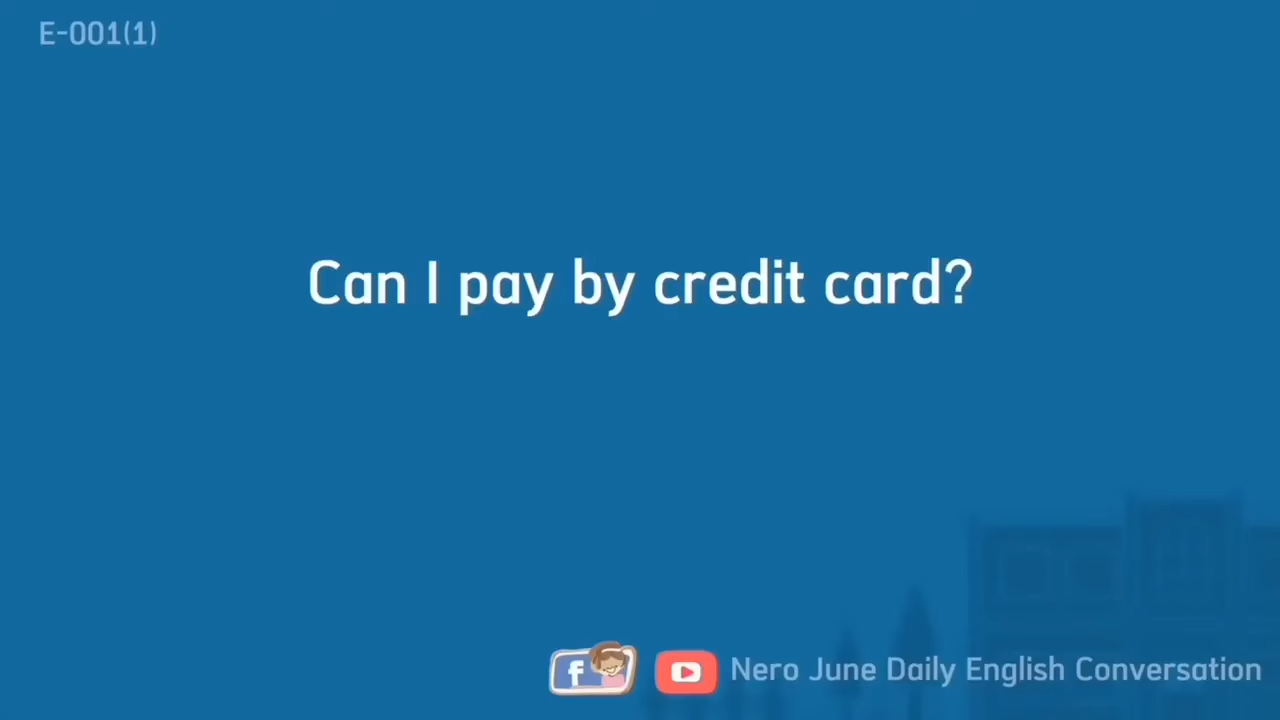 E-001(1)
Can I pay by credit card?
f
Nero June Daily English Conversation